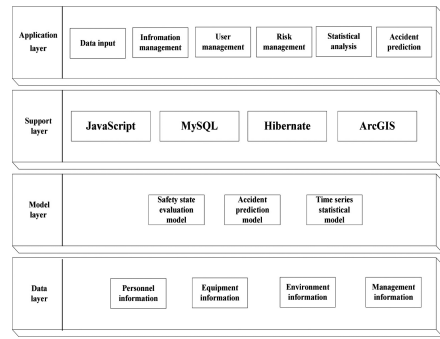 Application
layer
Data input
Infromation
management
User
management
Risk
management
Statistical
analysis
Accident
prediction
Support
layer
JavaScript
MySQL
Hibernate
ArcGIS
Model
layer
Safety state
evaluation
model
Accident
prediction
model
Time series
statistical
model
Data
layer
Personnel
information
Equipment
information
Environment
information
Management
information